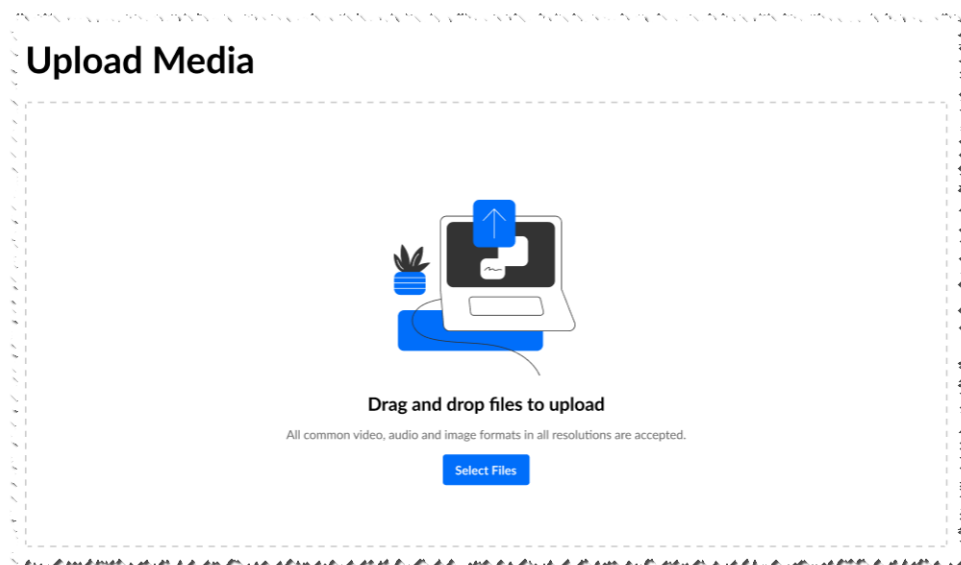 Upload Media
Drag and drop files to upload
All common video, audio and image formats in all resolutions are accepted.
Select Files